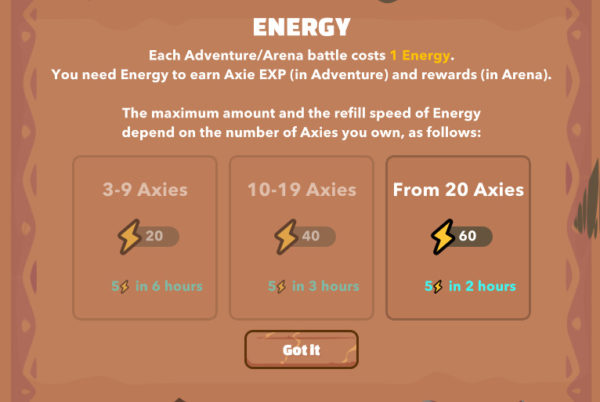 ENERGY
Each Adventure/Arena battle costs 1 Energy.
You need Energy to earn Axie EXP (in Adventure) and rewards (in Arena).
The maximum amount and the refill speed of Energy
depend on the number of Axies you own, as follows:
3-9 Axies
20
5 in 6 hours
10-19 Axies
40
5 in 3 hours
From 20 Axies
60
5 in 2 hours
Got it